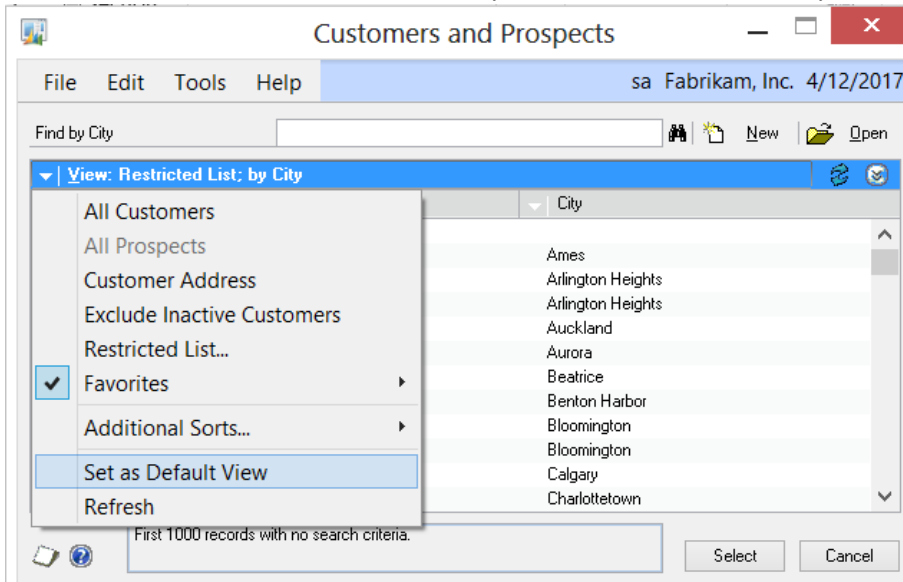 Customers and Prospects
File Edit Tools Help sa Fabrikam, Inc. 4/12/2017
Find by City New Open
View: Restricted List; by City
City
All Customers
All Prospects
Customer Address
Exclude Inactive Customers
Restricted List...
Favorites
Additional Sorts...
Set as Default View
Refresh
Ames
Arlington Heights
Arlington Heights
Auckland
Aurora
Beatrice
Benton Harbor
Bloomington
Bloomington
Calgary
Charlottetown
First 1000 records with no search criteria.
Select Cancel